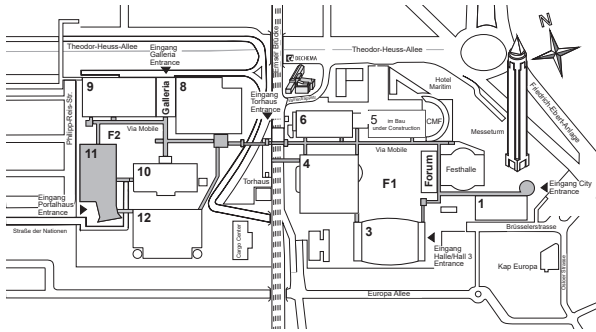 N
Theodor-Heuss-Allee
Eingang
Galleria
Entrance
DECHEMA
Theodor-Heuss-Allee
Hotel
Maritim
Friedrich-Ebert-Anlage
Philipp-Reis-Str.
9
Galleria
8
Eingang
Torhaus
Entrance
6
5
im Bau
under Construction
CMF
Messeturm
F2
Via Mobile
Via Mobile
11
10
4
F1
Forum
Festhalle
Torhaus
Eingang
Portalhaus
Entrance
12
Straße der Nationen
Cargo Center
3
1
Eingang City
Entrance
Brüsselerstrasse
Eingang
Halle/Hall 3
Entrance
Kap Europa
Europa Allee